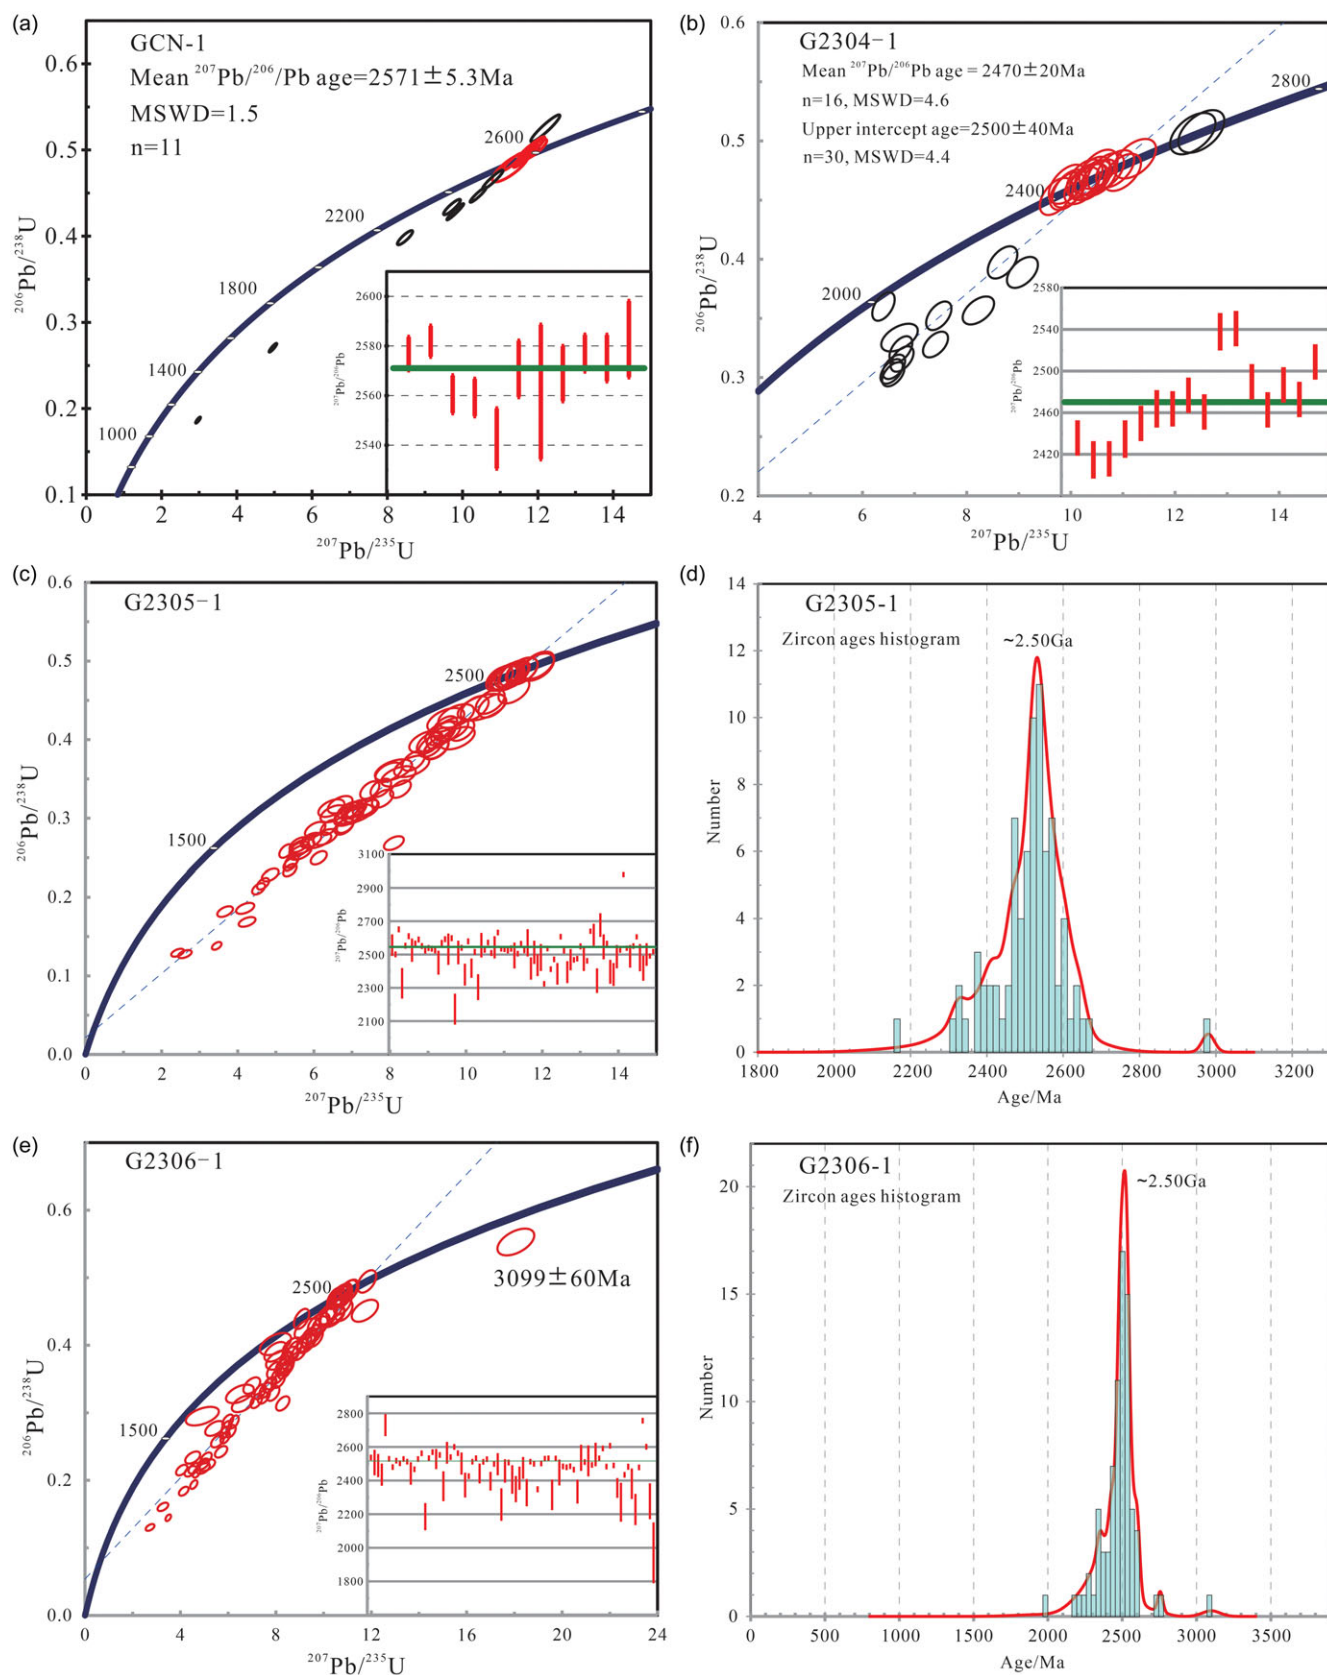 (a)
GCN-1
Mean ²⁰⁷Pb/²⁰⁶/Pb age=2571±5.3Ma
MSWD=1.5
n=11
0.6
0.5
0.4
0.3
0.2
0.1
²⁰⁶Pb/²³⁸U
2600
2200
1800
1400
1000
2600
2580
2560
2540
²⁰⁷Pb/²⁰⁶Pb
0 2 4 6 8 10 12 14
²⁰⁷Pb/²³⁵U
(b)
G2304-1
Mean ²⁰⁷Pb/²⁰⁶Pb age = 2470±20Ma
n=16, MSWD=4.6
Upper intercept age=2500±40Ma
n=30, MSWD=4.4
0.6
0.5
0.4
0.3
0.2
²⁰⁶Pb/²³⁸U
2800
2400
2000
2580
2540
2500
2460
2420
²⁰⁷Pb/²⁰⁶Pb
4 6 8 10 12 14
²⁰⁷Pb/²³⁵U
(c)
G2305-1
0.6
0.5
0.4
0.3
0.2
0.1
0.0
²⁰⁶Pb/²³⁸U
2500
1500
3100
2900
2700
2500
2300
2100
²⁰⁷Pb/²⁰⁶Pb
0 2 4 6 8 10 12 14
²⁰⁷Pb/²³⁵U
(d)
G2305-1
Zircon ages histogram
~2.50Ga
14
12
10
8
6
4
2
0
Number
1800 2000 2200 2400 2600 2800 3000 3200
Age/Ma
(e)
G2306-1
0.6
0.4
0.2
0.0
²⁰⁶Pb/²³⁸U
2500
1500
3099±60Ma
2800
2600
2400
2200
2000
1800
²⁰⁷Pb/²⁰⁶Pb
0 4 8 12 16 20 24
²⁰⁷Pb/²³⁵U
(f)
G2306-1
Zircon ages histogram
~2.50Ga
20
15
10
5
0
Number
0 500 1000 1500 2000 2500 3000 3500
Age/Ma